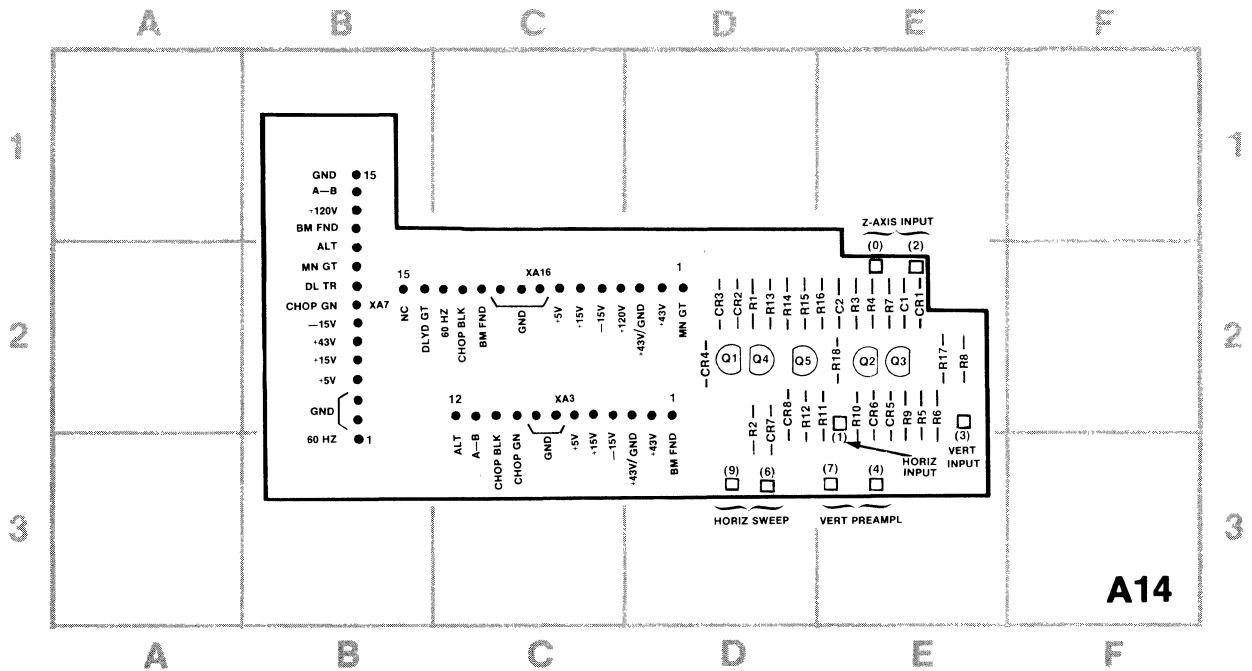 A B C D E F
1 1
GND 15
A—B
+120V
BM FND
ALT
MN GT
DL TR
CHOP GN XA7
—15V
+43V
+15V
+5V
GND
60 HZ 1
Z-AXIS INPUT
(0) (2)
15 XA16 1
NC DLYD GT 60 HZ CHOP BLK BM FND GND +5V +15V —15V +120V +43V/GND +43V MN GT
CR3 CR2 R1 R13 R14 R15 R16 C2 R3 R4 R7 C1 CR1
2 2
CR4 Q1 Q4 Q5 R18 Q2 Q3 R17 R8
12 XA3 1
ALT A—B CHOP BLK CHOP GN GND +5V +15V —15V +43V/GND +43V BM FND
R2 CR7 CR8 R12 R11 R10 CR6 CR5 R9 R5 R6
(1) (3)
HORIZ INPUT
VERT INPUT
(9) (6) (7) (4)
HORIZ SWEEP VERT PREAMPL
3 3
A14
A B C D E F